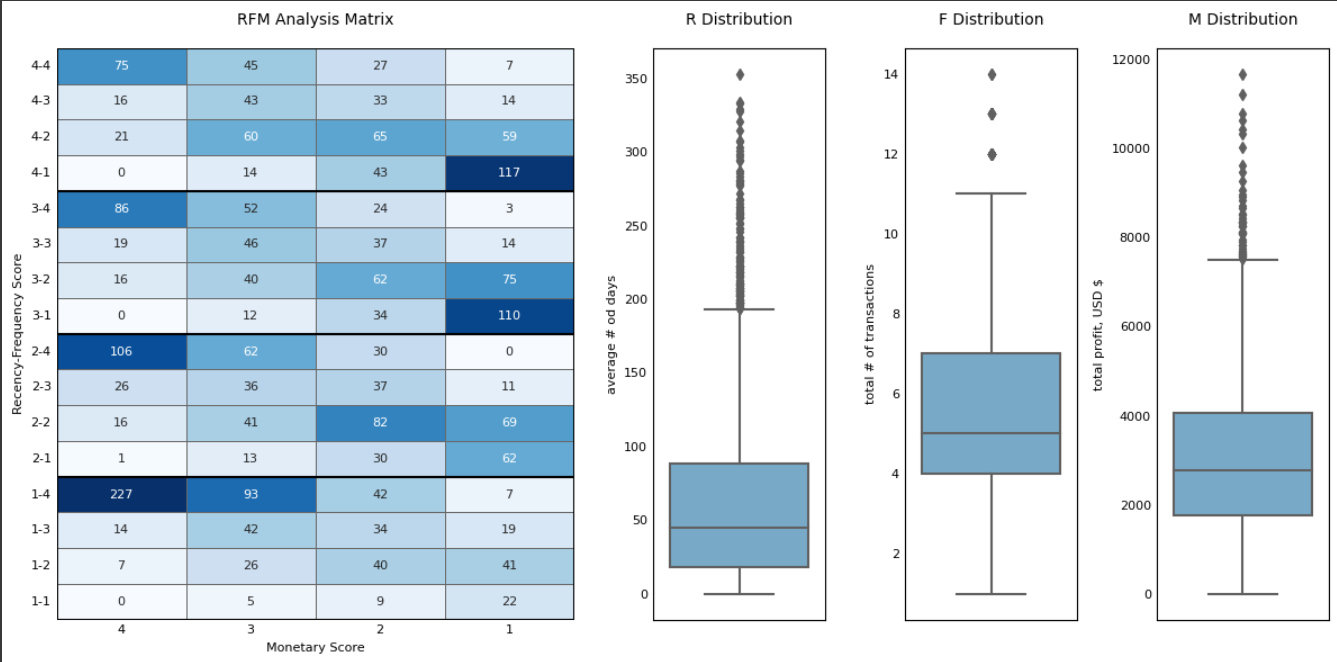 RFM Analysis Matrix
4-4 75 45 27 7
4-3 16 43 33 14
4-2 21 60 65 59
4-1 0 14 43 117
3-4 86 52 24 3
3-3 19 46 37 14
3-2 16 40 62 75
3-1 0 12 34 110
2-4 106 62 30 0
2-3 26 36 37 11
2-2 16 41 82 69
2-1 1 13 30 62
1-4 227 93 42 7
1-3 14 42 34 19
1-2 7 26 40 41
1-1 0 5 9 22
4 3 2 1
Monetary Score
Recency-Frequency Score
R Distribution
350
300
250
200
150
100
50
0
average # od days
F Distribution
14
12
10
8
6
4
2
total # of transactions
M Distribution
12000
10000
8000
6000
4000
2000
0
total profit, USD $